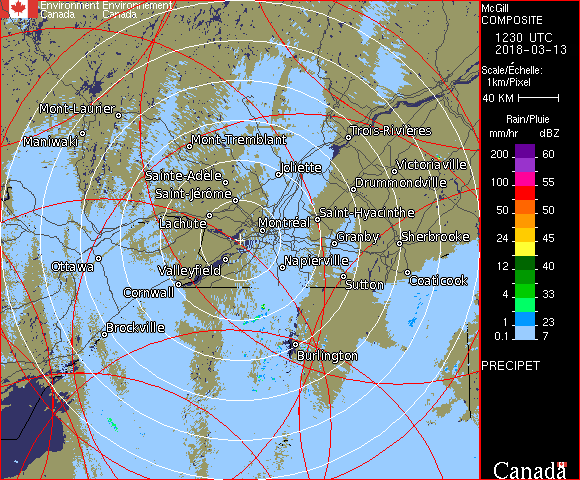 Environment Environnement
Canada Canada
McGill
COMPOSITE
1230 UTC
2018-03-13
Scale/Échelle:
1km/Pixel
40 KM
Rain/Pluie
mm/hr dBZ
200 60
100 55
50 50
24 45
12 40
4 33
1 23
0.1 7
PRECIPET
Canada
Mont-Laurier
Maniwaki
Mont-Tremblant
Trois-Rivières
Joliette
Victoriaville
Sainte-Adèle
Drummondville
Saint-Jérôme
Lachute
Montréal
Saint-Hyacinthe
Granby
Sherbrooke
Ottawa
Valleyfield
Napierville
Cornwall
Sutton
Coaticook
Brockville
Burlington